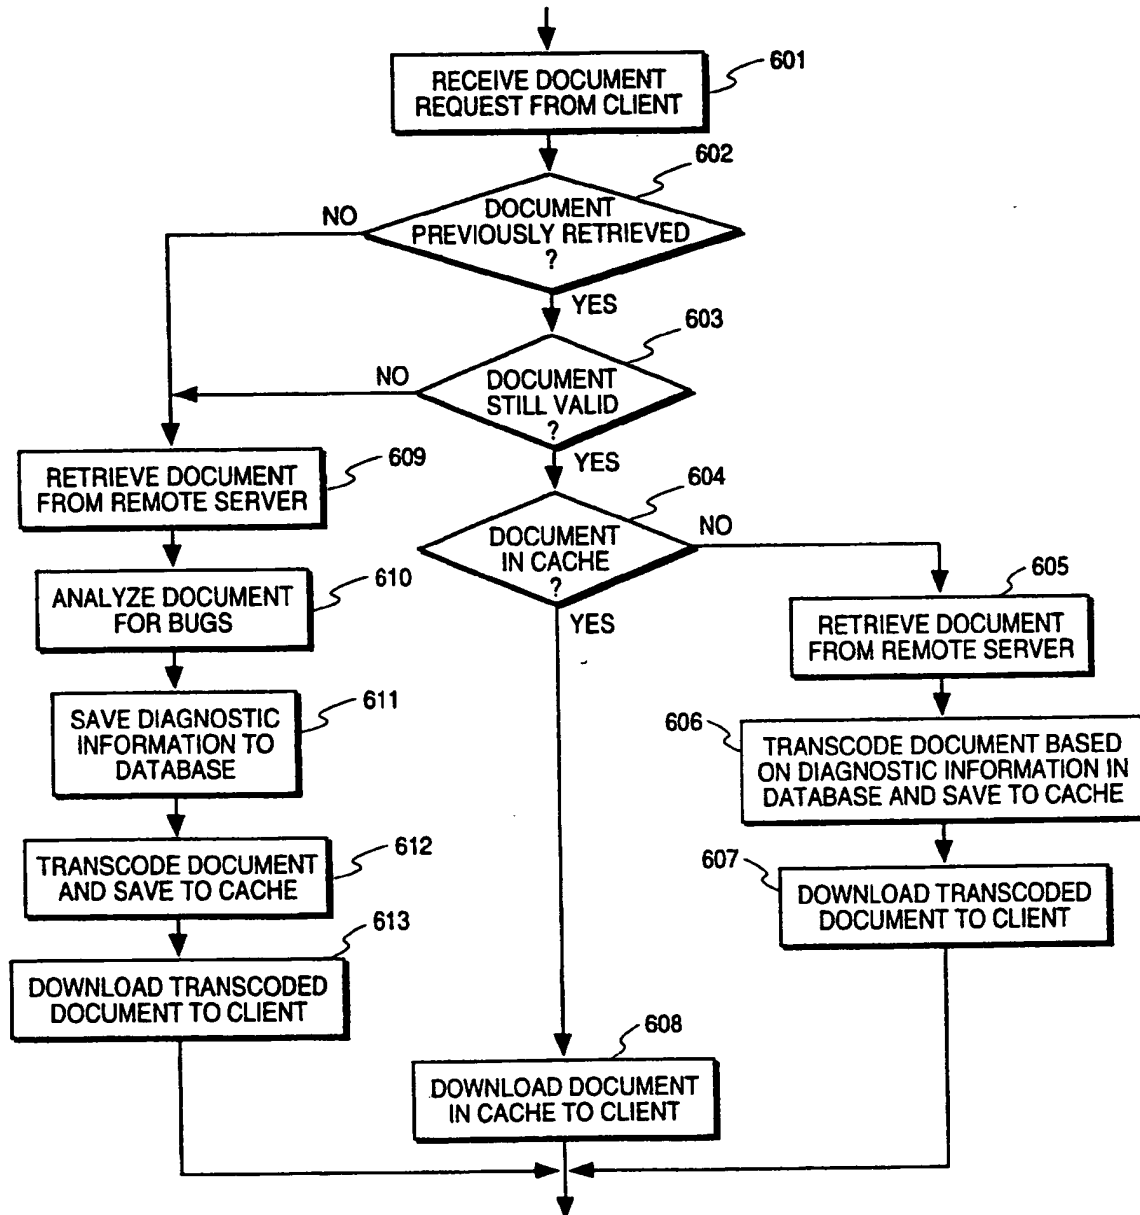 601
RECEIVE DOCUMENT
REQUEST FROM CLIENT
602
NO
DOCUMENT
PREVIOUSLY RETRIEVED
?
YES
603
NO
DOCUMENT
STILL VALID
?
YES
604
NO
DOCUMENT
IN CACHE
?
YES
609
RETRIEVE DOCUMENT
FROM REMOTE SERVER
610
ANALYZE DOCUMENT
FOR BUGS
611
SAVE DIAGNOSTIC
INFORMATION TO
DATABASE
612
TRANSCODE DOCUMENT
AND SAVE TO CACHE
613
DOWNLOAD TRANSCODED
DOCUMENT TO CLIENT
605
RETRIEVE DOCUMENT
FROM REMOTE SERVER
606
TRANSCODE DOCUMENT BASED
ON DIAGNOSTIC INFORMATION IN
DATABASE AND SAVE TO CACHE
607
DOWNLOAD TRANSCODED
DOCUMENT TO CLIENT
608
DOWNLOAD DOCUMENT
IN CACHE TO CLIENT